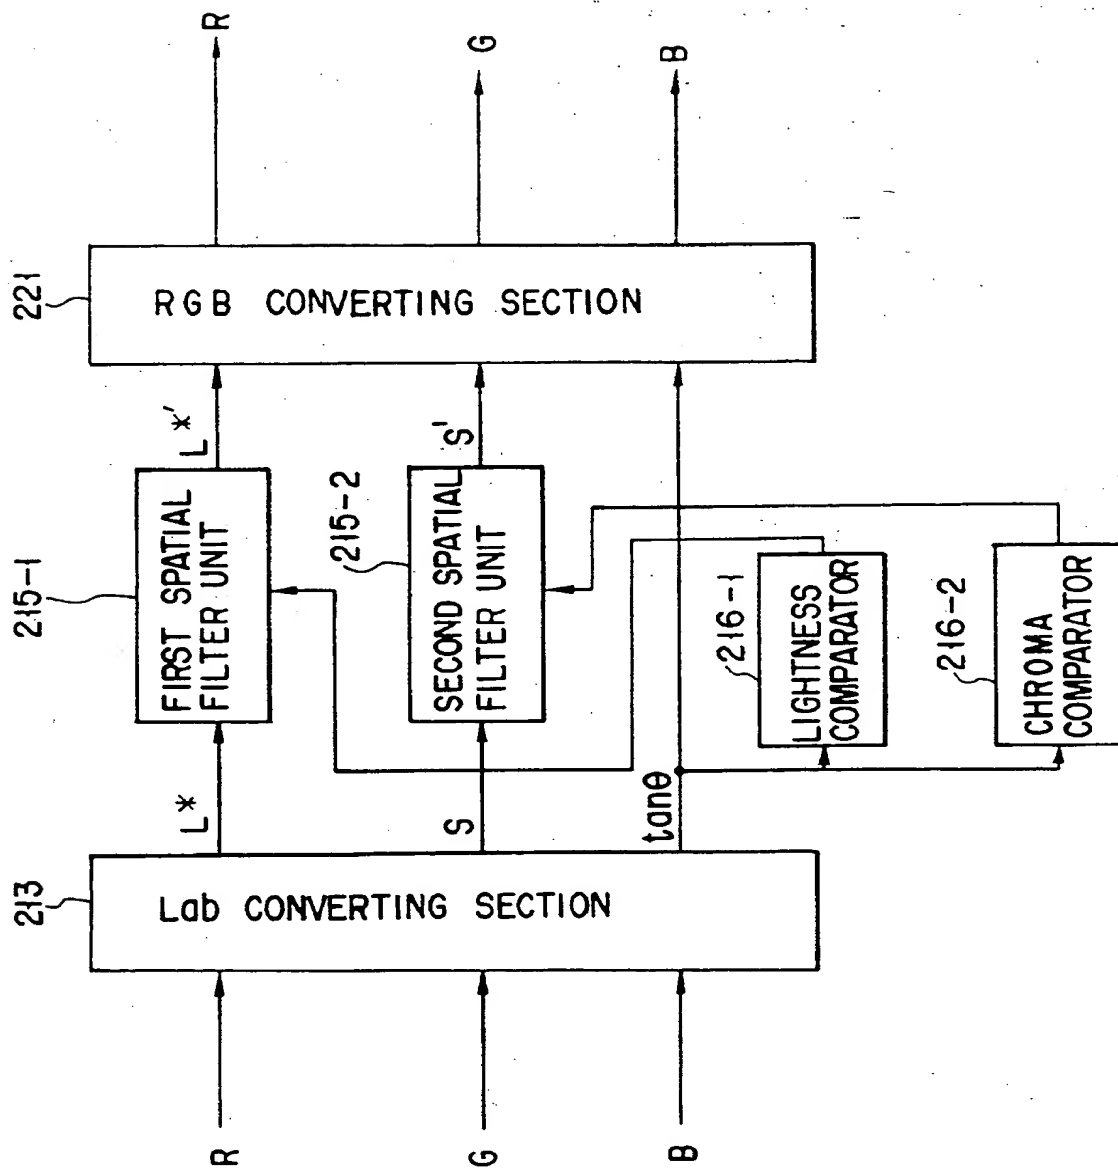 R
G
B
213
Lab CONVERTING SECTION
L*
S
tanθ
215-1
FIRST SPATIAL
FILTER UNIT
215-2
SECOND SPATIAL
FILTER UNIT
216-1
LIGHTNESS
COMPARATOR
216-2
CHROMA
COMPARATOR
L*'
S'
221
RGB CONVERTING SECTION
R
G
B